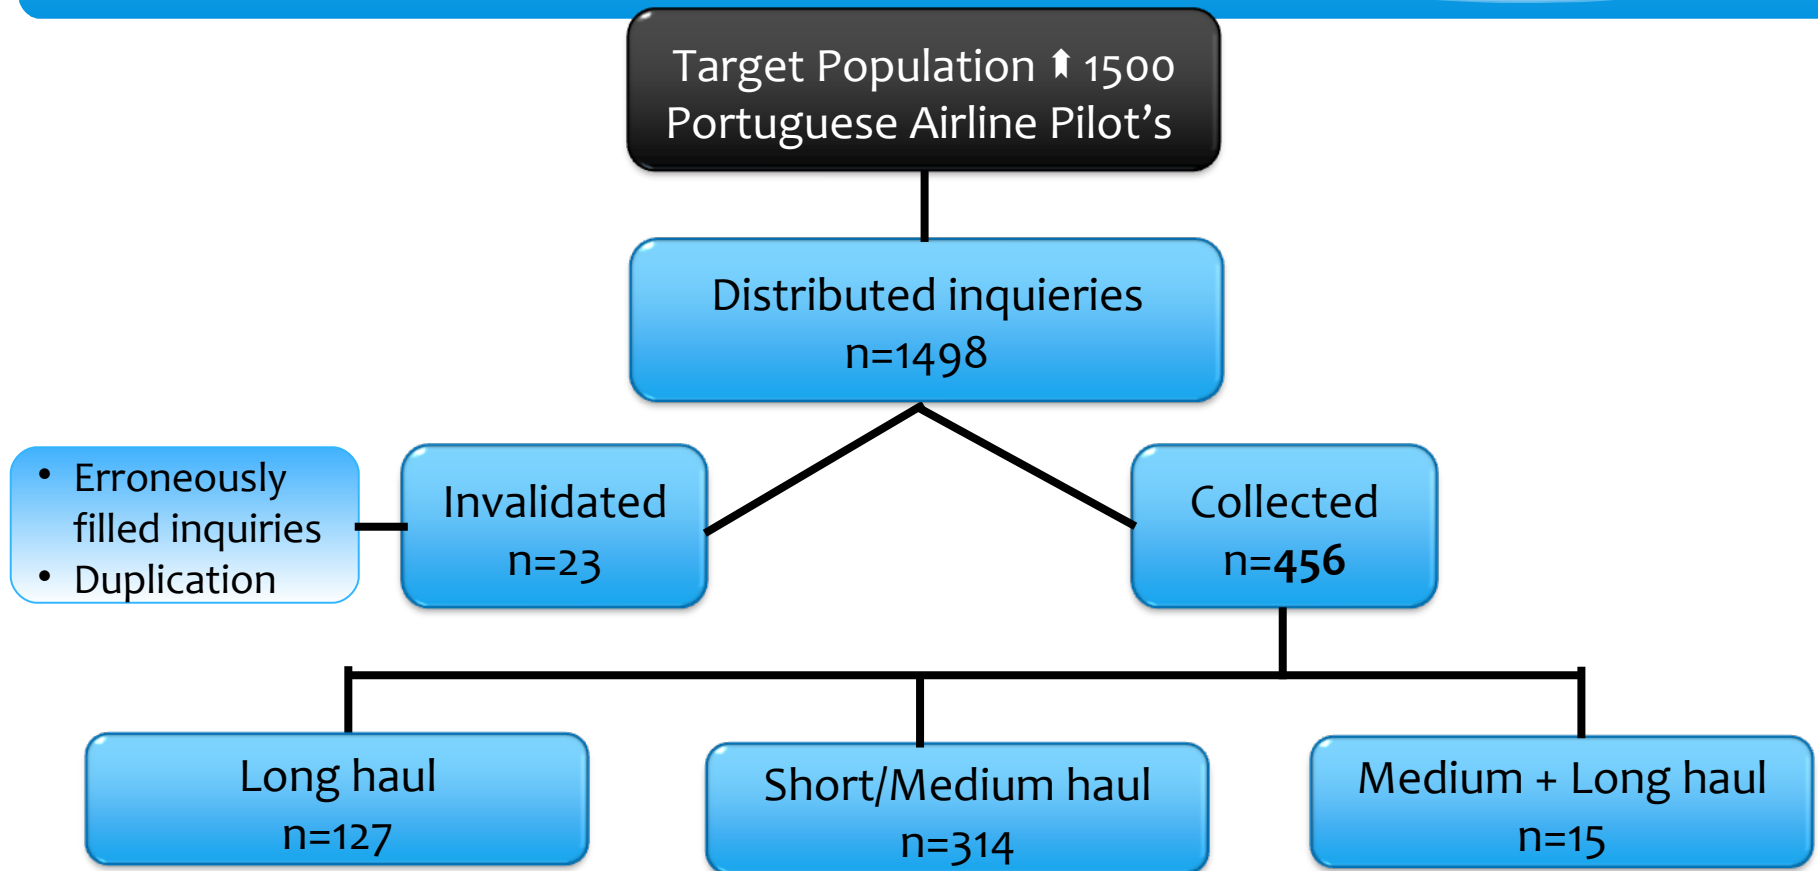 Target Population ⬆ 1500
Portuguese Airline Pilot’s
Distributed inquieries
n=1498
• Erroneously
filled inquiries
• Duplication
Invalidated
n=23
Collected
n=456
Long haul
n=127
Short/Medium haul
n=314
Medium + Long haul
n=15